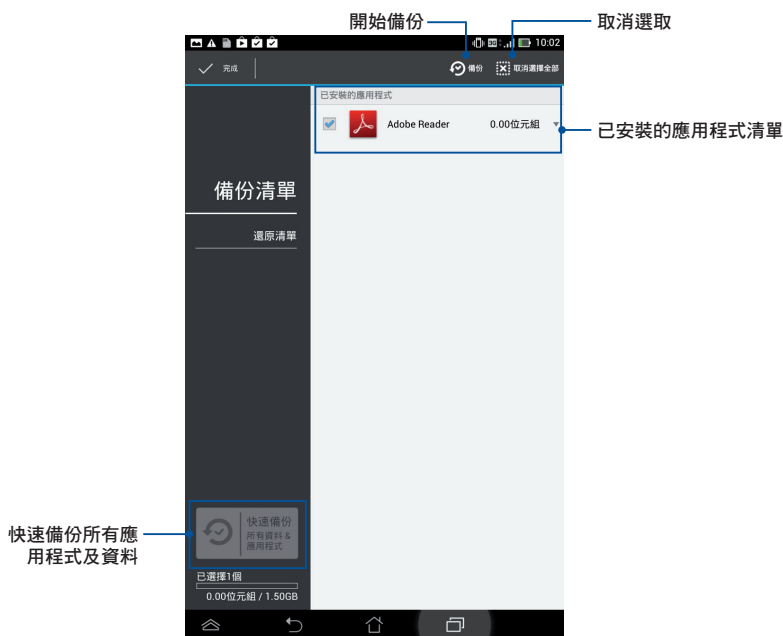 開始備份
取消選取
10:02
完成
備份
取消選擇全部
已安裝的應用程式
Adobe Reader
0.00位元組
已安裝的應用程式清單
備份清單
還原清單
快速備份
所有資料 &
應用程式
快速備份所有應
用程式及資料
已選擇1個
0.00位元組 / 1.50GB